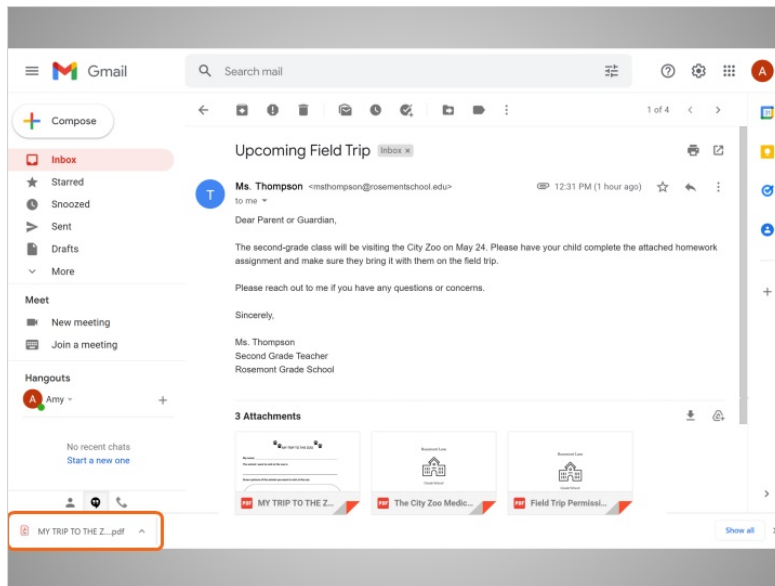 Gmail
Search mail
A
Compose
1 of 4
Inbox
Starred
Snoozed
Sent
Drafts
More
Meet
New meeting
Join a meeting
Hangouts
A Amy
No recent chats
Start a new one
Upcoming Field Trip Inbox ×
T
Ms. Thompson <msthompson@rosementschool.edu> 12:31 PM (1 hour ago)
to me
Dear Parent or Guardian,
The second-grade class will be visiting the City Zoo on May 24. Please have your child complete the attached homework
assignment and make sure they bring it with them on the field trip.
Please reach out to me if you have any questions or concerns.
Sincerely,
Ms. Thompson
Second Grade Teacher
Rosemont Grade School
3 Attachments
MY TRIP TO THE ZOO
PDF MY TRIP TO THE Z...
PDF The City Zoo Medic...
PDF Field Trip Permissi...
MY TRIP TO THE Z....pdf
Show all